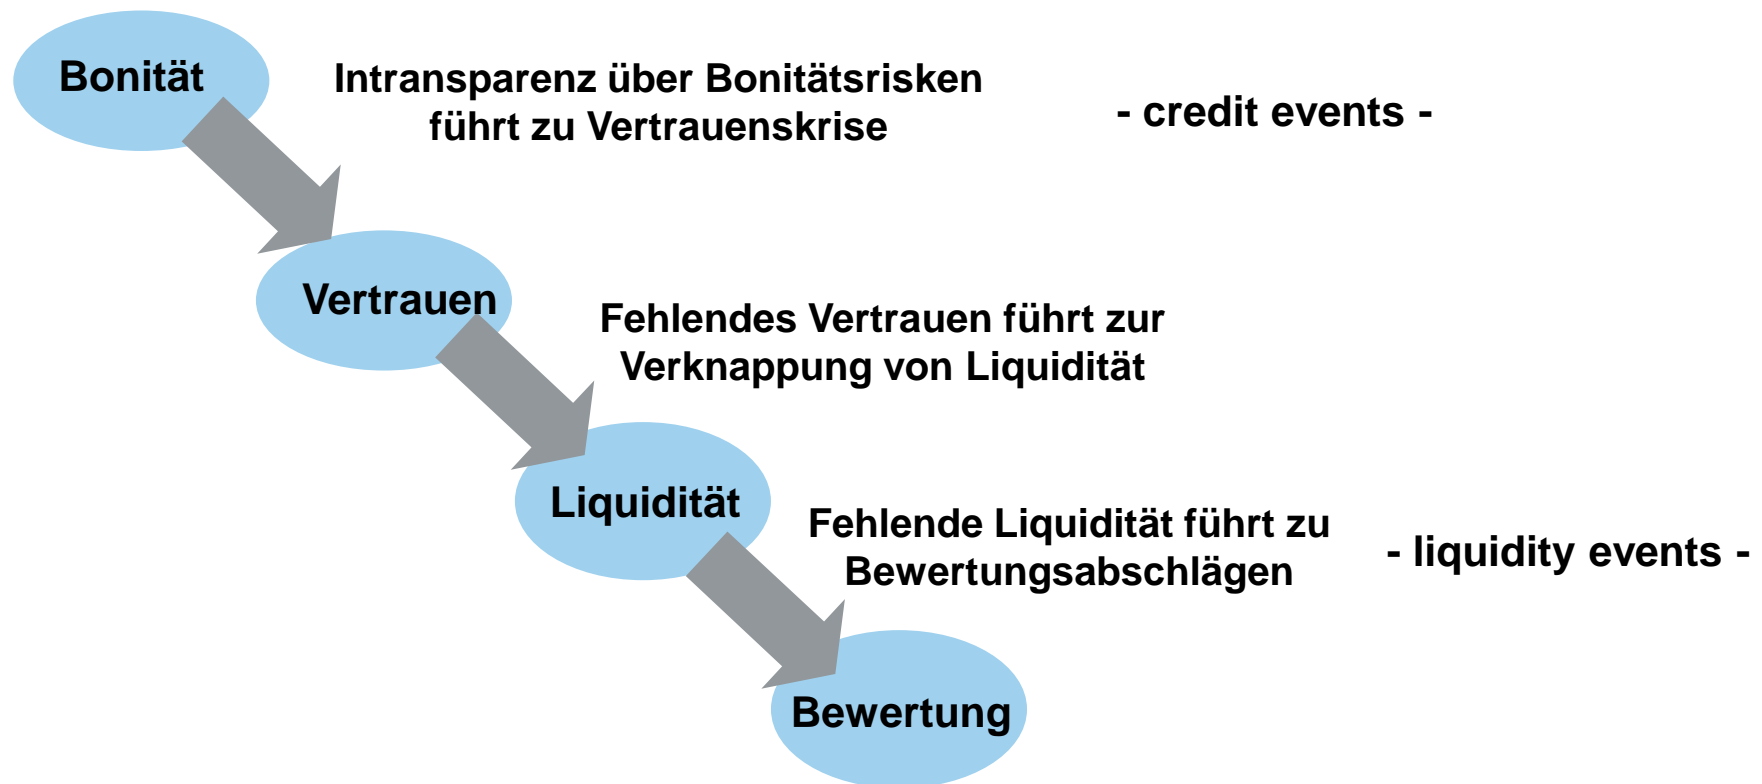 Bonität
Intransparenz über Bonitätsrisken
führt zu Vertrauenskrise
- credit events -
Vertrauen
Fehlendes Vertrauen führt zur
Verknappung von Liquidität
Liquidität
Fehlende Liquidität führt zu
Bewertungsabschlägen
- liquidity events -
Bewertung